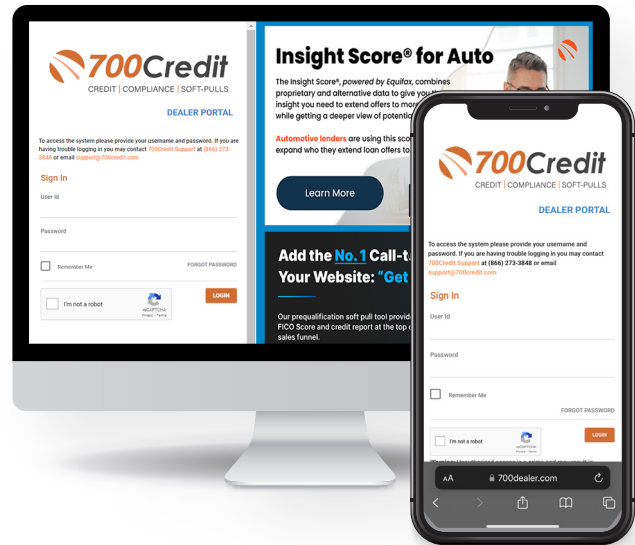 700Credit
CREDIT | COMPLIANCE | SOFT-PULLS
DEALER PORTAL
To access the system please provide your username and password. If you are
having trouble logging in you may contact 700Credit Support at (866) 273-
3848 or email support@700credit.com
Sign In
User Id
Password
Remember Me
FORGOT PASSWORD
I'm not a robot
reCAPTCHA
Privacy - Terms
LOGIN
Insight Score® for Auto
The Insight Score®, powered by Equifax, combines
proprietary and alternative data to give you th
insight you need to extend offers to more
while getting a deeper view of potenti
Automotive lenders are using this sco
expand who they extend loan offers to
Learn More
Add the No. 1 Call-t
Your Website: “Get
Our prequalification soft pull tool provid
FICO Score and credit report at the top o
sales funnel.
700Credit
CREDIT | COMPLIANCE | SOFT-PULLS
DEALER PORTAL
To access the system please provide your username and
password. If you are having trouble logging in you may contact
700Credit Support at (866) 273-3848 or email
support@700credit.com
Sign In
User Id
Password
Remember Me
FORGOT PASSWORD
I'm not a robot
reCAPTCHA
Privacy - Terms
LOGIN
AA 700dealer.com